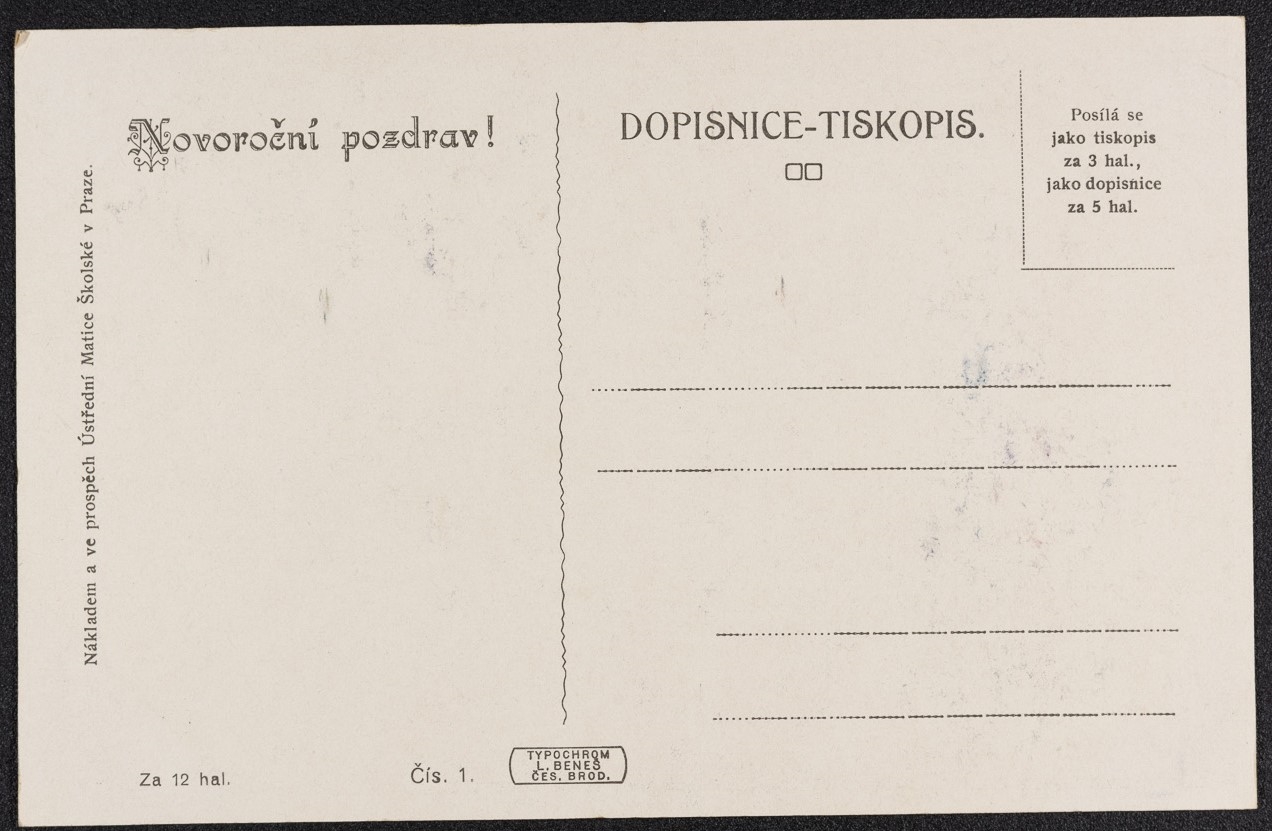 Novoroční pozdrav!
Nákladem a ve prospěch Ústřední Matice Školské v Praze.
Za 12 hal.
Čís. 1.
TYPOCHROM
L. BENEŠ
ČES. BROD.
DOPISNICE-TISKOPIS.
Posílá se
jako tiskopis
za 3 hal.,
jako dopisnice
za 5 hal.